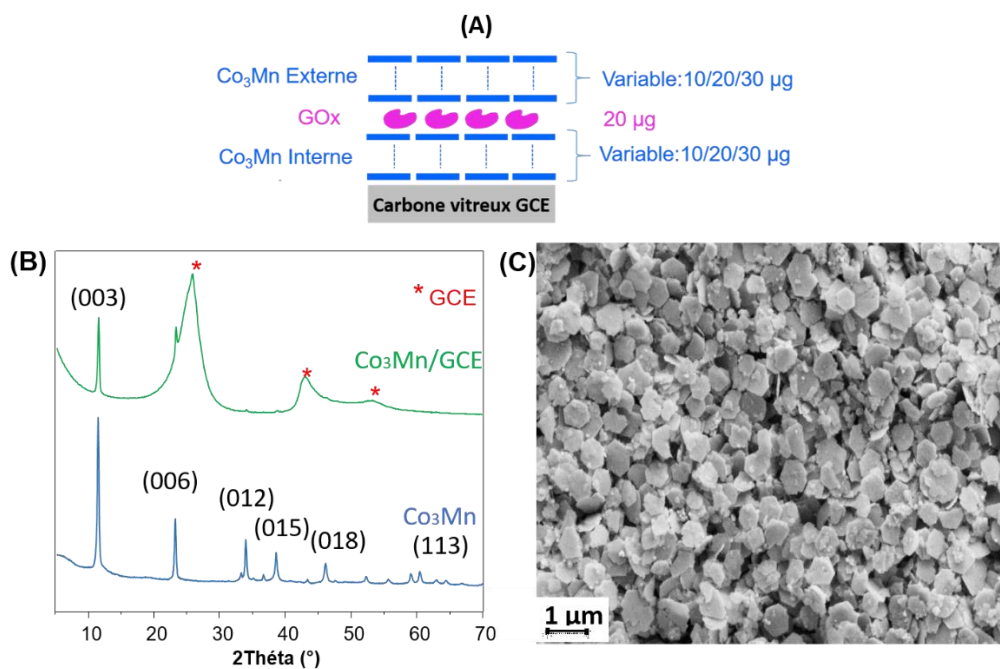 (A)
Co₃Mn Externe
Variable:10/20/30 µg
GOx
20 µg
Co₃Mn Interne
Variable:10/20/30 µg
Carbone vitreux GCE
(B)
(C)
*
(003)
* GCE
Co₃Mn/GCE
*
*
(006)
(012)
(015)
(018)
Co₃Mn
(113)
10 20 30 40 50 60 70
2Théta (°)
1 µm